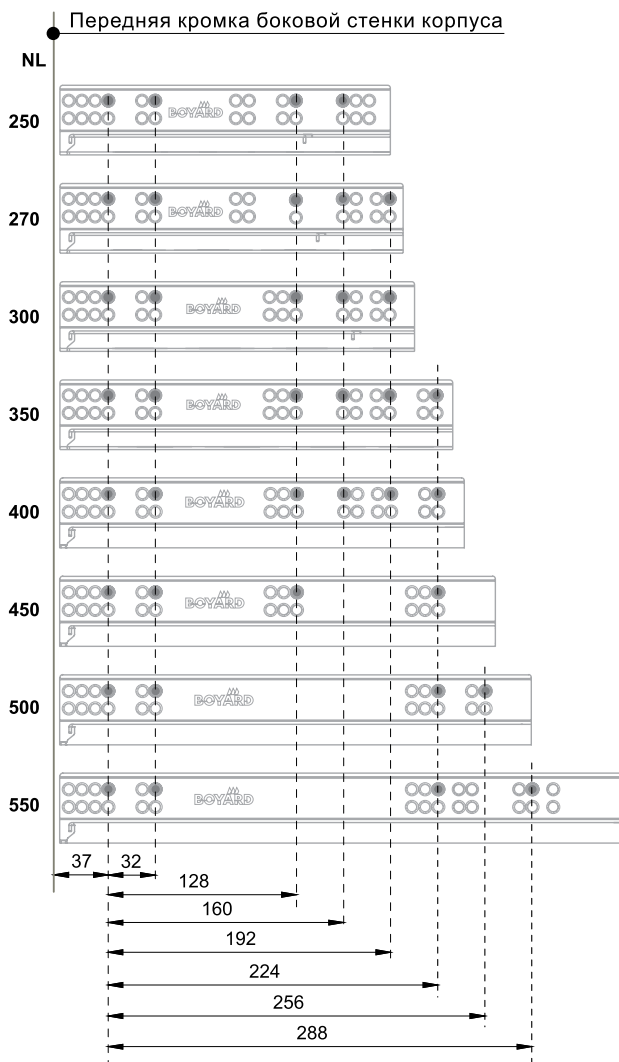 Передняя кромка боковой стенки корпуса
NL
250
BOYARD
270
BOYARD
300
BOYARD
350
BOYARD
400
BOYARD
450
BOYARD
500
BOYARD
550
BOYARD
37
32
128
160
192
224
256
288